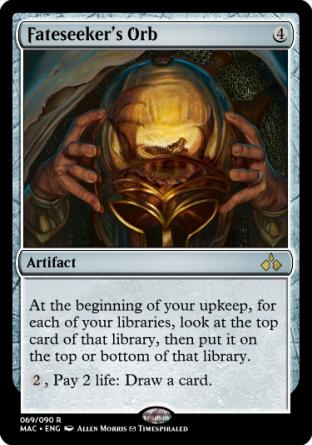 Fateseeker's Orb 4
Artifact
At the beginning of your upkeep, for
each of your libraries, look at the top
card of that library, then put it on
the top or bottom of that library.
2 , Pay 2 life: Draw a card.
069/090 R
MAC • ENG Allen Morris Timespiraled